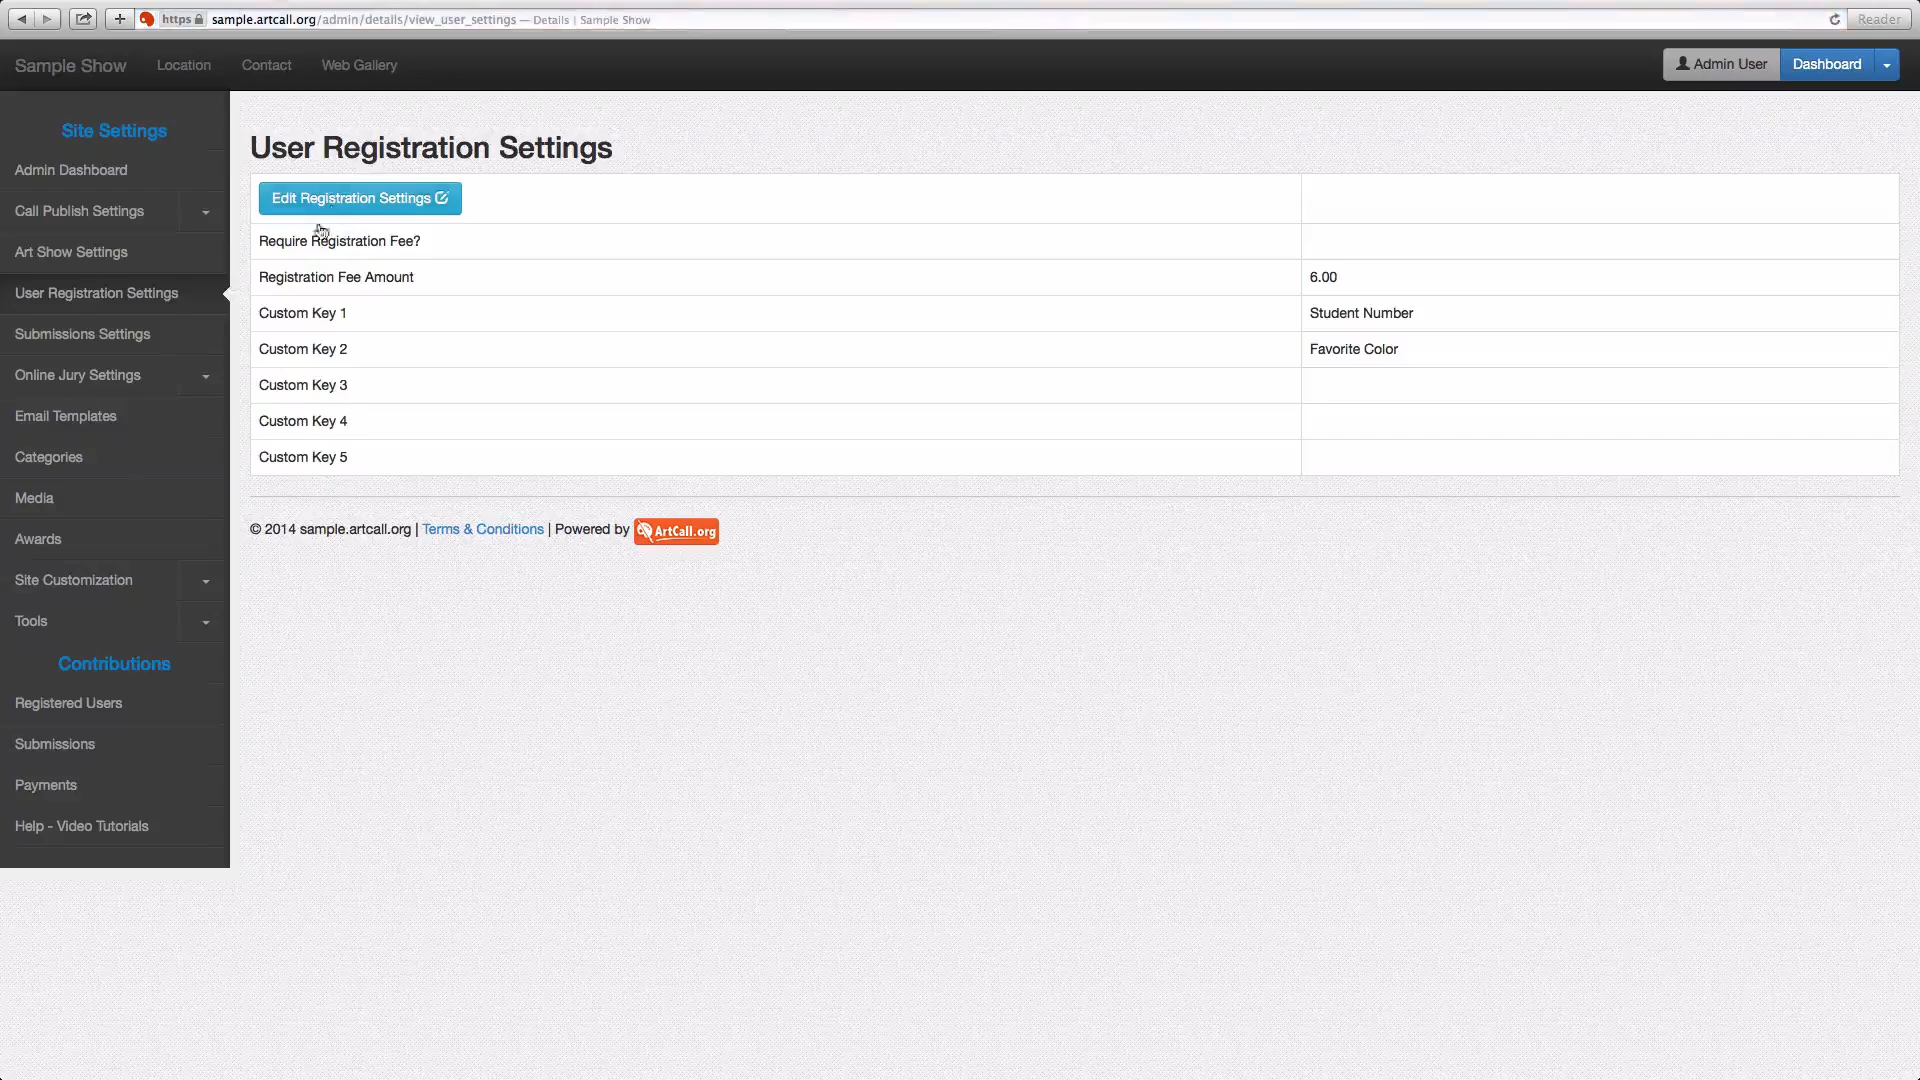 https sample.artcall.org/admin/details/view_user_settings — Details | Sample Show
Reader
Sample Show
Location
Contact
Web Gallery
Admin User
Dashboard
Site Settings
Admin Dashboard
Call Publish Settings
Art Show Settings
User Registration Settings
Submissions Settings
Online Jury Settings
Email Templates
Categories
Media
Awards
Site Customization
Tools
Contributions
Registered Users
Submissions
Payments
Help - Video Tutorials
User Registration Settings
Edit Registration Settings
Require Registration Fee?
Registration Fee Amount 6.00
Custom Key 1 Student Number
Custom Key 2 Favorite Color
Custom Key 3
Custom Key 4
Custom Key 5
© 2014 sample.artcall.org | Terms & Conditions | Powered by ArtCall.org